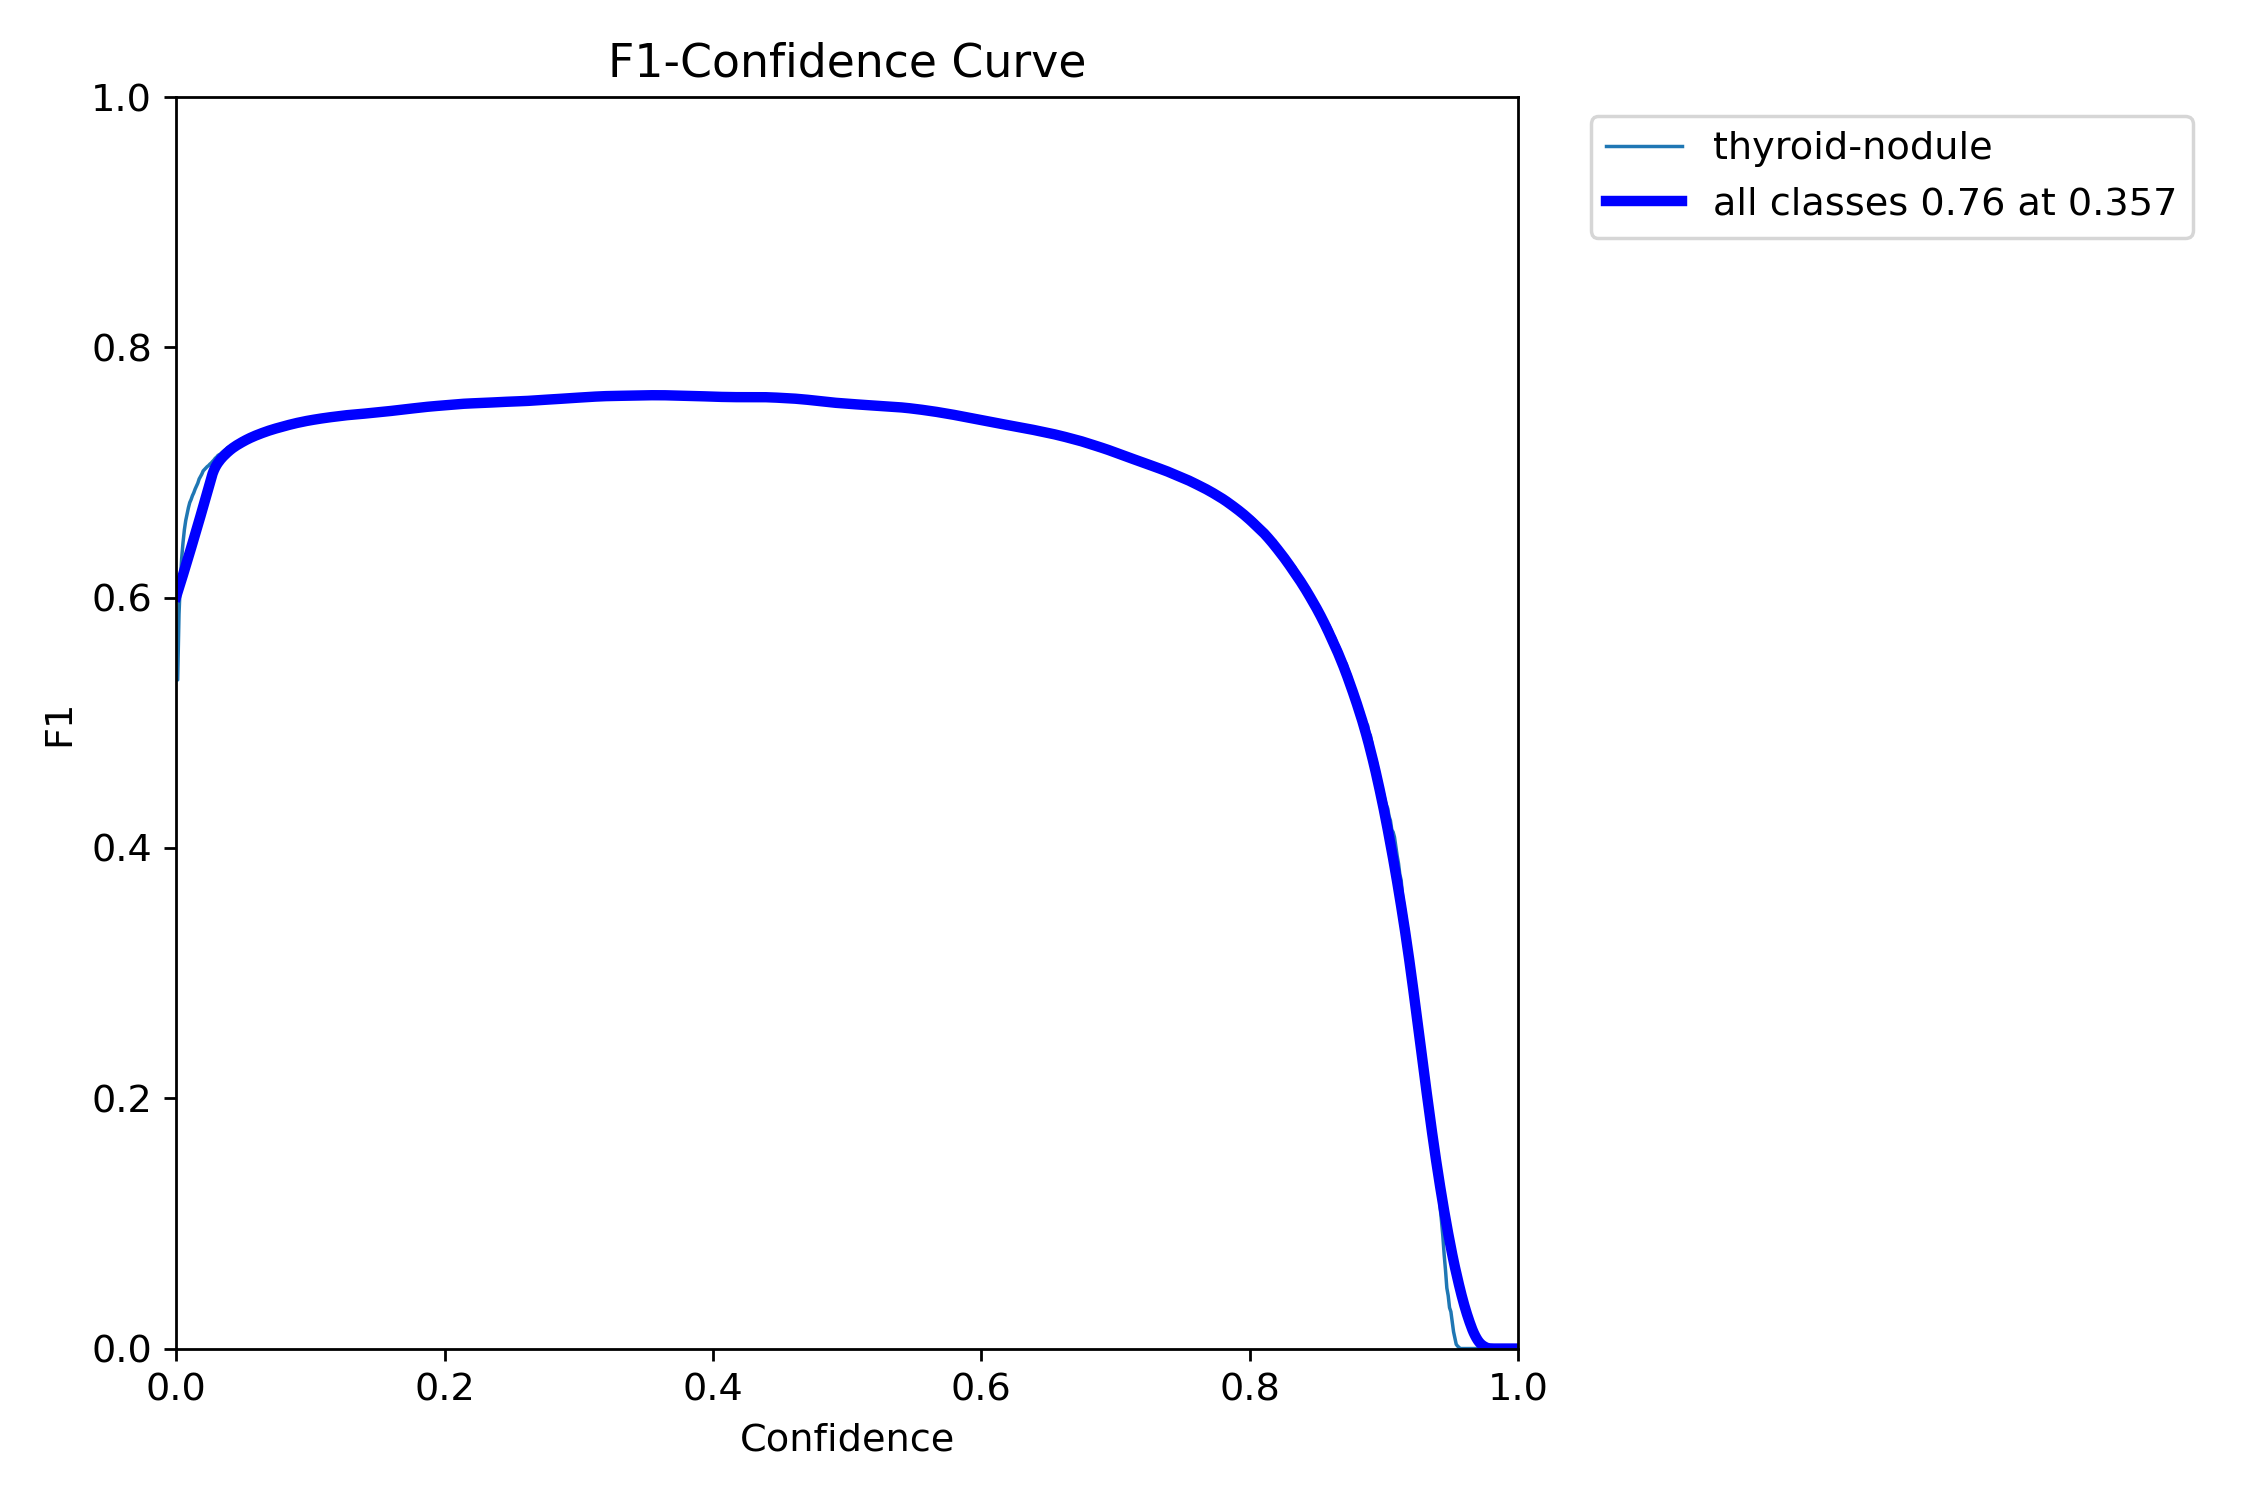 F1-Confidence Curve
1.0
0.8
0.6
0.4
0.2
0.0
F1
0.0 0.2 0.4 0.6 0.8 1.0
Confidence
thyroid-nodule
all classes 0.76 at 0.357